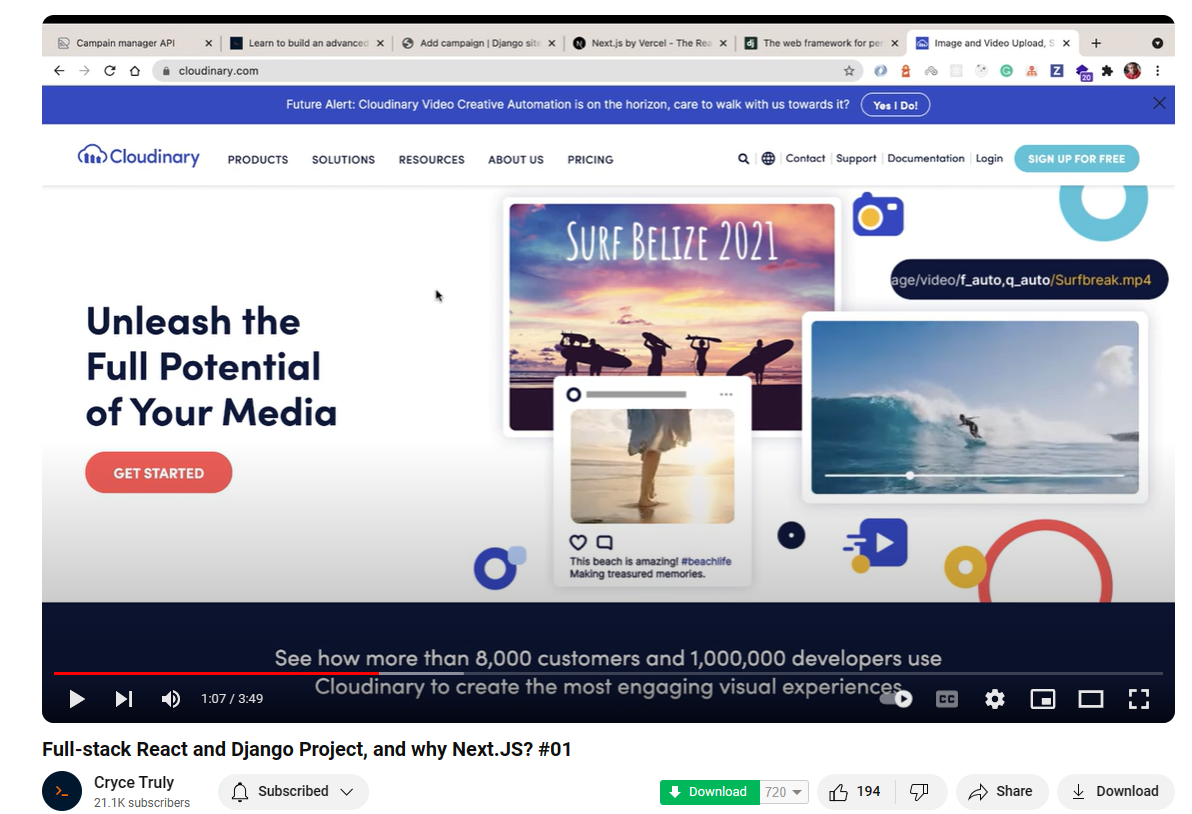 Campain manager API
Learn to build an advanced
Add campaign | Django site
Next.js by Vercel - The Rea
The web framework for per
Image and Video Upload, S
cloudinary.com
20
Future Alert: Cloudinary Video Creative Automation is on the horizon, care to walk with us towards it?
Yes I Do!
Cloudinary
PRODUCTS
SOLUTIONS
RESOURCES
ABOUT US
PRICING
Contact
Support
Documentation
Login
SIGN UP FOR FREE
SURF BELIZE 2021
age/video/f_auto,q_auto/Surfbreak.mp4
Unleash the
Full Potential
of Your Media
GET STARTED
This beach is amazing! #beachlife
Making treasured memories.
See how more than 8,000 customers and 1,000,000 developers use
Cloudinary to create the most engaging visual experiences
1:07 / 3:49
CC
Full-stack React and Django Project, and why Next.JS? #01
Cryce Truly
21.1K subscribers
Subscribed
Download
720
194
Share
Download